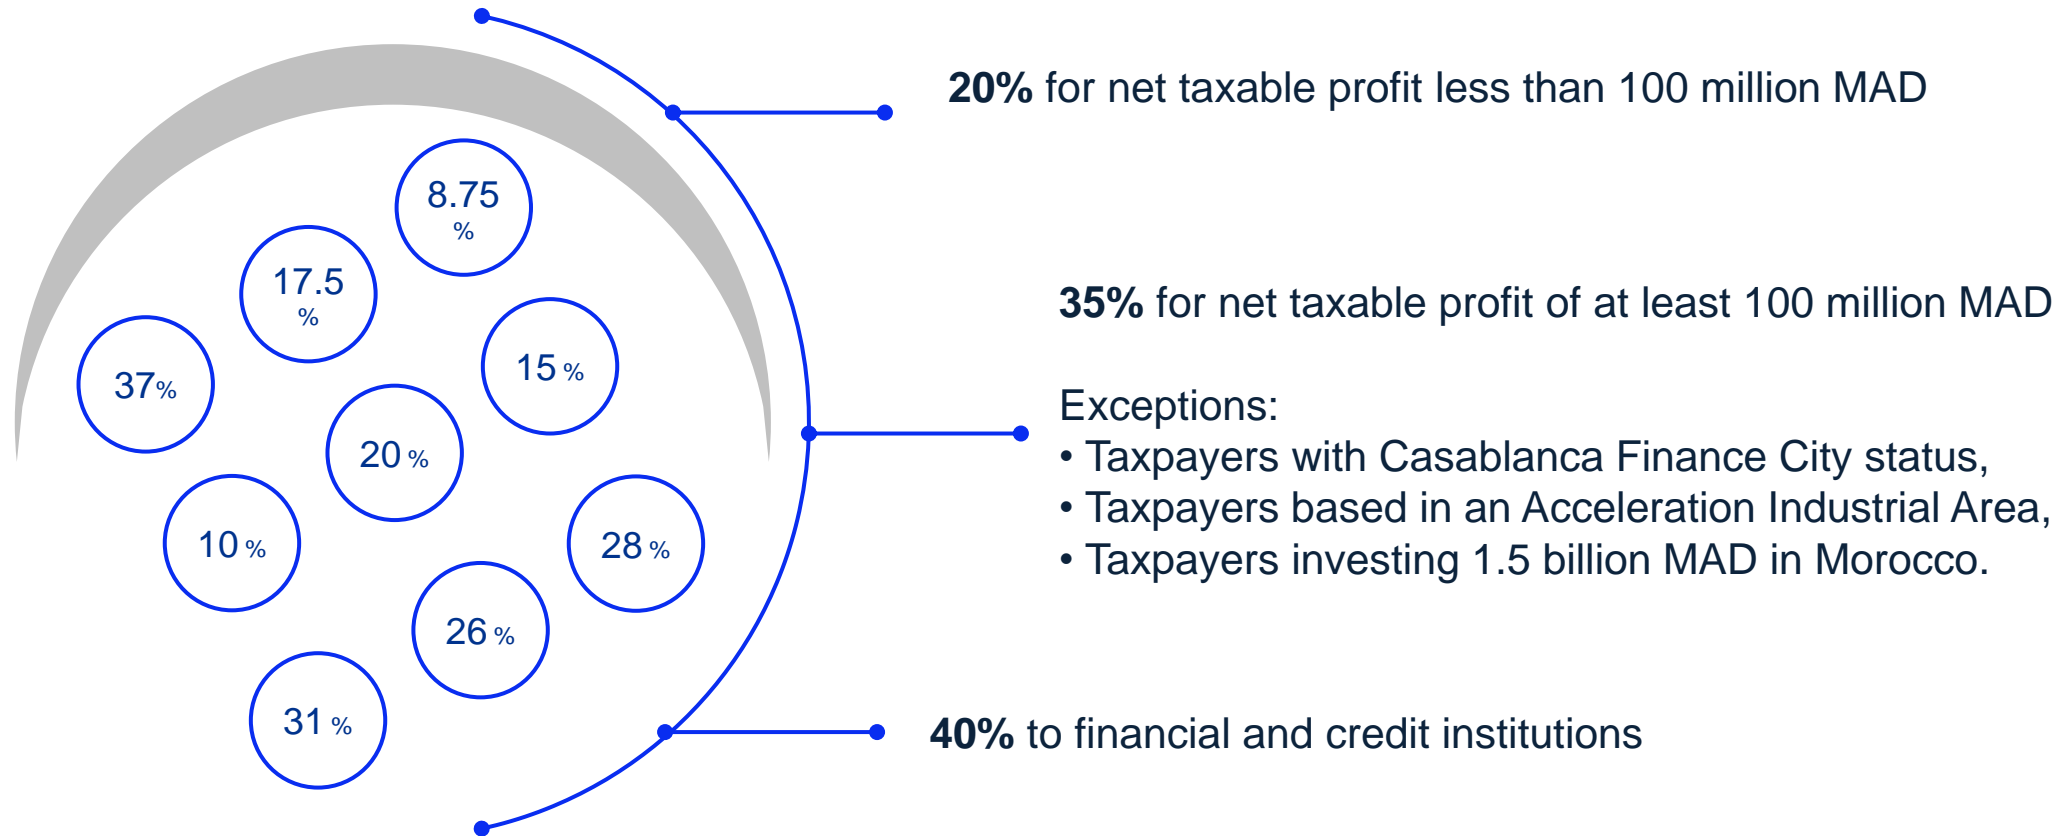 8.75
%
17.5
%
37%
15 %
20 %
10 %
28 %
26 %
31 %
20% for net taxable profit less than 100 million MAD
35% for net taxable profit of at least 100 million MAD
Exceptions:
• Taxpayers with Casablanca Finance City status,
• Taxpayers based in an Acceleration Industrial Area,
• Taxpayers investing 1.5 billion MAD in Morocco.
40% to financial and credit institutions